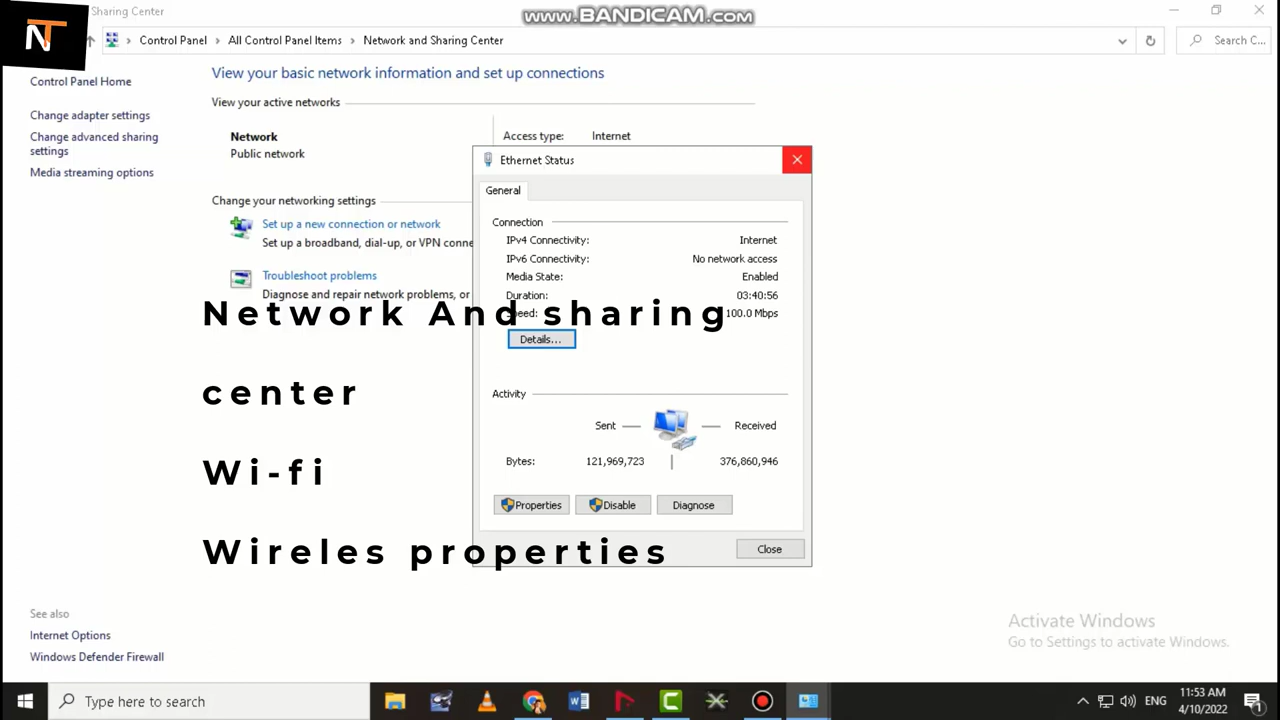 NT
Sharing Center
www.BANDICAM.com
Control Panel > All Control Panel Items > Network and Sharing Center
Search C...
Control Panel Home
Change adapter settings
Change advanced sharing
settings
Media streaming options
View your basic network information and set up connections
View your active networks
Network
Public network
Access type: Internet
Change your networking settings
Set up a new connection or network
Set up a broadband, dial-up, or VPN conne
Troubleshoot problems
Diagnose and repair network problems, or
Ethernet Status
General
Connection
IPv4 Connectivity: Internet
IPv6 Connectivity: No network access
Media State: Enabled
Duration: 03:40:56
Speed: 100.0 Mbps
Details...
Activity
Sent — — Received
Bytes: 121,969,723 | 376,860,946
Properties Disable Diagnose
Close
Network And sharing
center
Wi-fi
Wireles properties
See also
Internet Options
Windows Defender Firewall
Activate Windows
Go to Settings to activate Windows.
Type here to search
ENG
11:53 AM
4/10/2022
1